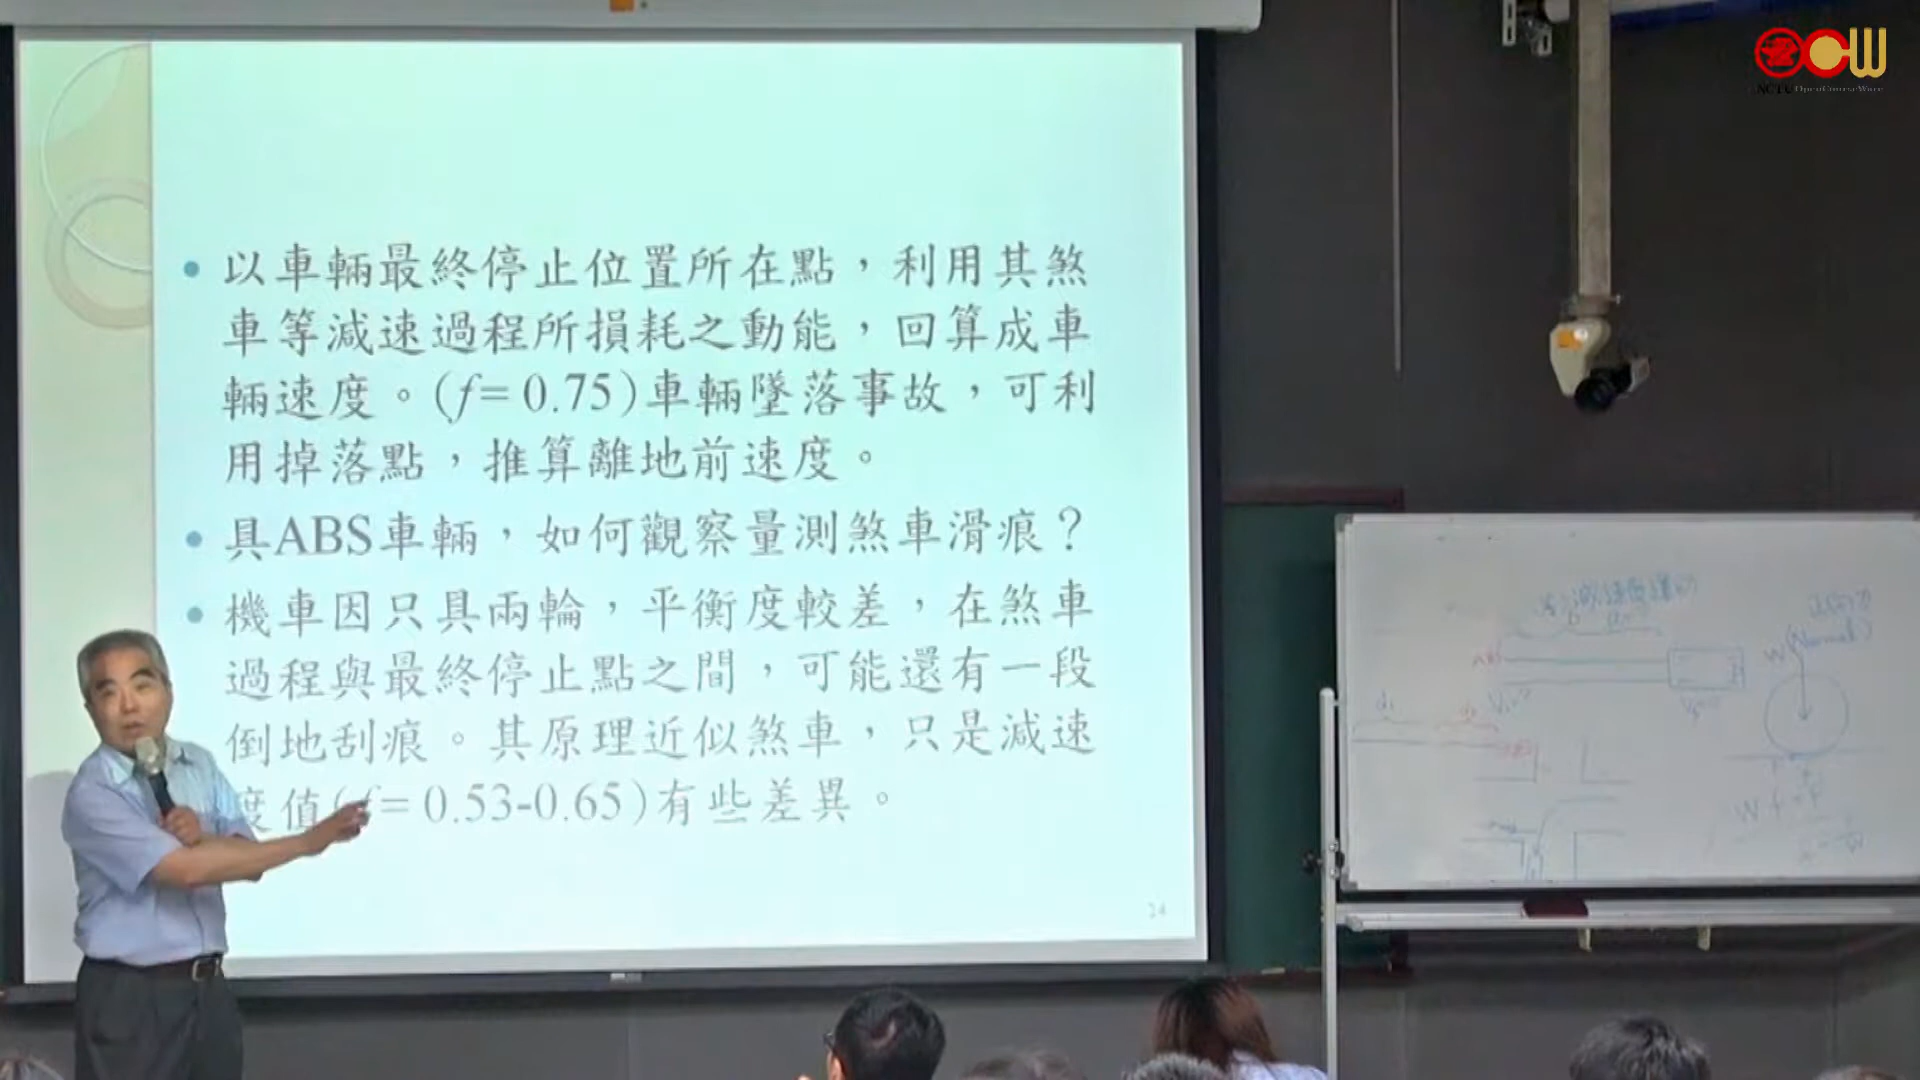 以車輛最終停止位置所在點，利用其煞
車等減速過程所損耗之動能，回算成車
輛速度。(f= 0.75)車輛墜落事故，可利
用掉落點，推算離地前速度。
具ABS車輛，如何觀察量測煞車滑痕？
機車因只具兩輪，平衡度較差，在煞車
過程與最終停止點之間，可能還有一段
倒地刮痕。其原理近似煞車，只是減速
度值(f= 0.53-0.65)有些差異。
24
NCTU OpenCourseWare
W f = F